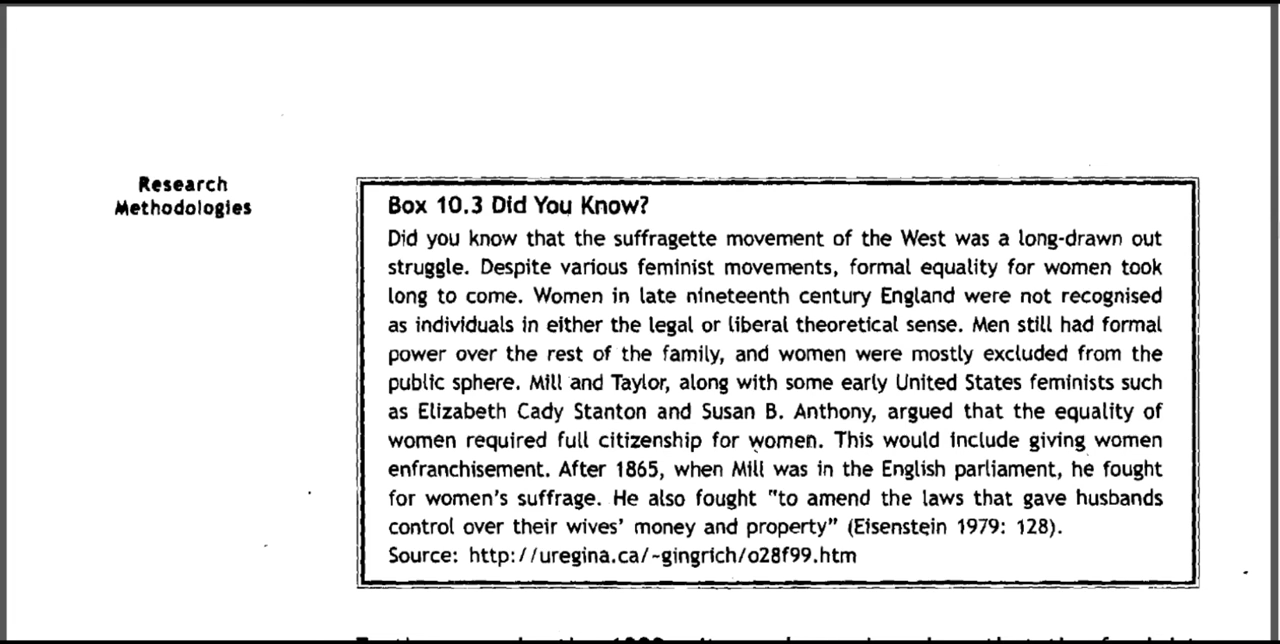 Research
Methodologies
Box 10.3 Did You Know?
Did you know that the suffragette movement of the West was a long-drawn out
struggle. Despite various feminist movements, formal equality for women took
long to come. Women in late nineteenth century England were not recognised
as individuals in either the legal or liberal theoretical sense. Men still had formal
power over the rest of the family, and women were mostly excluded from the
public sphere. Mill and Taylor, along with some early United States feminists such
as Elizabeth Cady Stanton and Susan B. Anthony, argued that the equality of
women required full citizenship for women. This would include giving women
enfranchisement. After 1865, when Mill was in the English parliament, he fought
for women's suffrage. He also fought "to amend the laws that gave husbands
control over their wives' money and property" (Eisenstein 1979: 128).
Source: http://uregina.ca/~gingrich/o28f99.htm